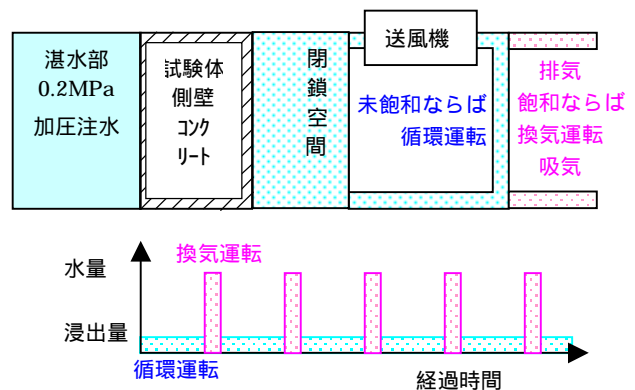 湛水部
0.2MPa
加圧注水
試験体
側壁
コンク
リート
閉
鎖
空
間
送風機
未飽和ならば
循環運転
排気
飽和ならば
換気運転
吸気
水量
換気運転
浸出量
循環運転
経過時間